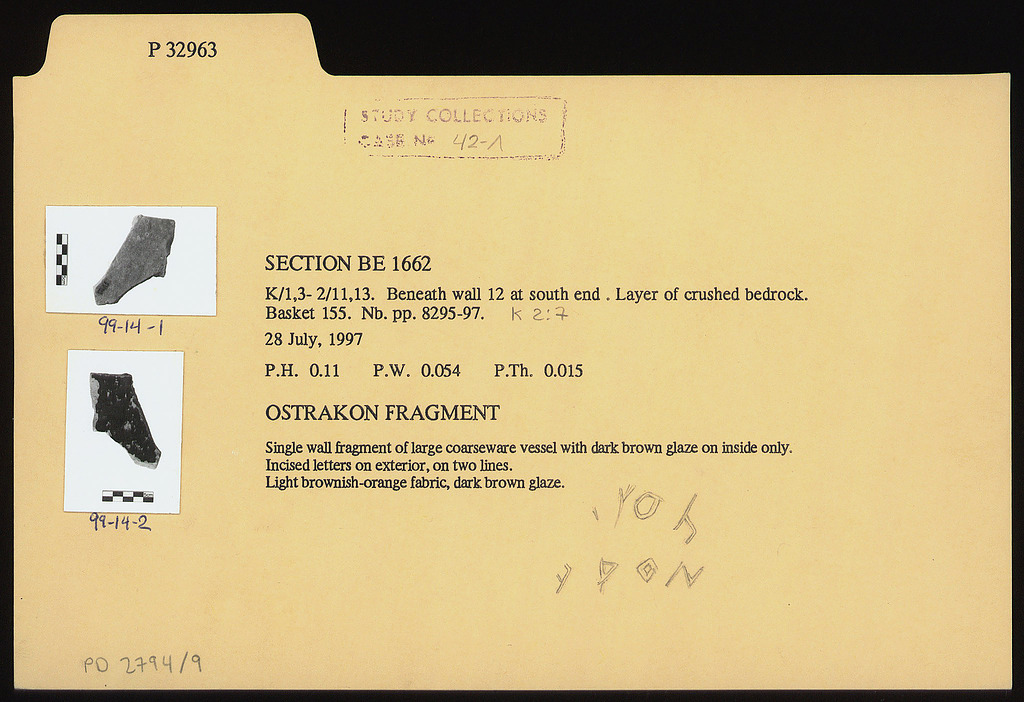 P 32963
STUDY COLLECTIONS
CASE No 42-1
99-14-1
99-14-2
SECTION BE 1662
K/1,3- 2/11,13. Beneath wall 12 at south end . Layer of crushed bedrock.
Basket 155. Nb. pp. 8295-97. K 2:7
28 July, 1997
P.H. 0.11 P.W. 0.054 P.Th. 0.015
OSTRAKON FRAGMENT
Single wall fragment of large coarseware vessel with dark brown glaze on inside only.
Incised letters on exterior, on two lines.
Light brownish-orange fabric, dark brown glaze.
PD 2794/9